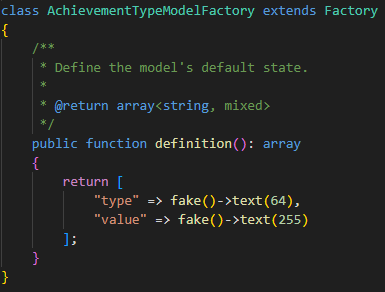 class AchievementTypeModelFactory extends Factory
{
    /**
     * Define the model's default state.
     *
     * @return array<string, mixed>
     */
    public function definition(): array
    {
        return [
            "type" => fake()->text(64),
            "value" => fake()->text(255)
        ];
    }
}